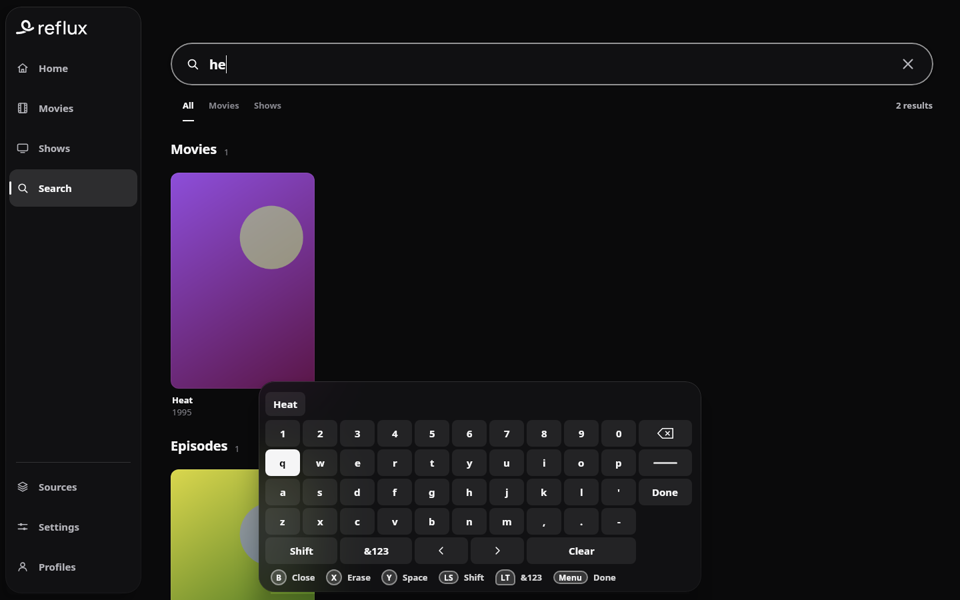 reflux
Home
Movies
Shows
Search
Sources
Settings
Profiles
he
All Movies Shows 2 results
Movies 1
Heat
1995
Episodes 1
Heat
1 2 3 4 5 6 7 8 9 0
q w e r t y u i o p
a s d f g h j k l ' Done
z x c v b n m , . -
Shift &123 < > Clear
B Close X Erase Y Space LS Shift LT &123 Menu Done